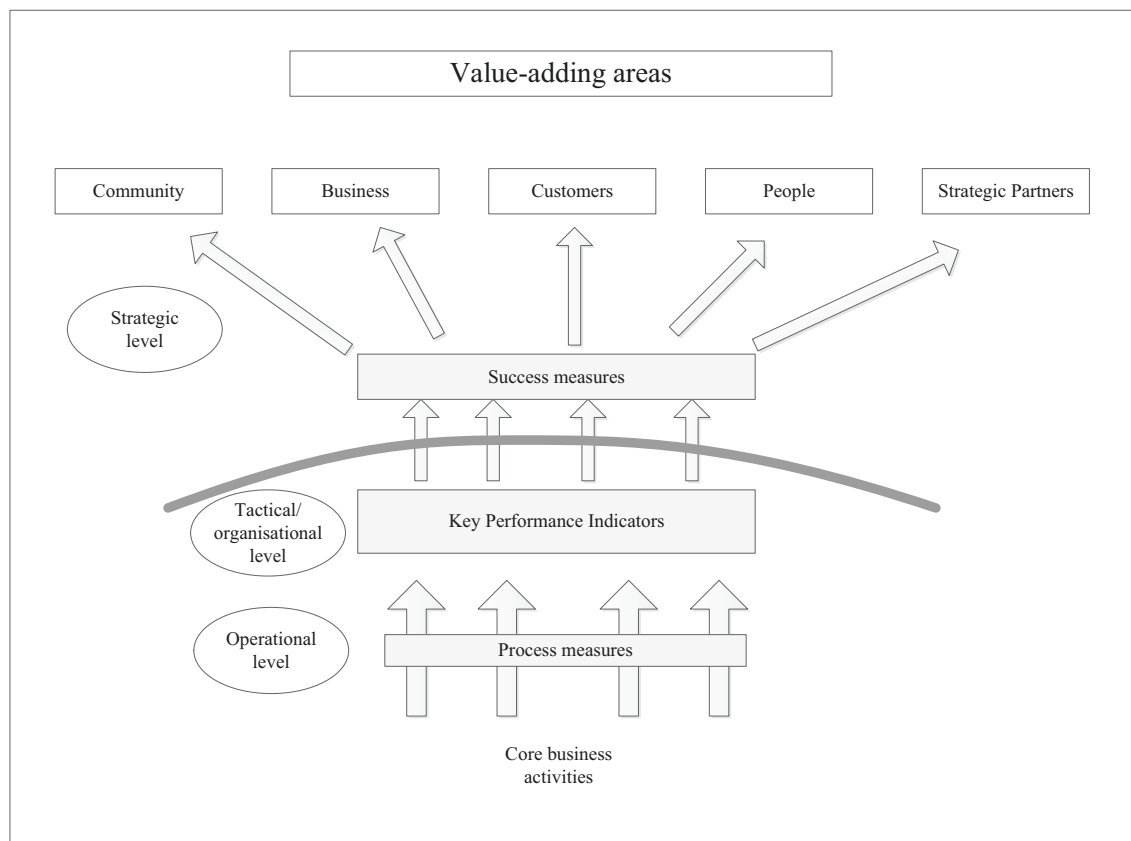 Value-adding areas
Community
Business
Customers
People
Strategic Partners
Strategic
level
Success measures
Tactical/
organisational
level
Key Performance Indicators
Operational
level
Process measures
Core business
activities